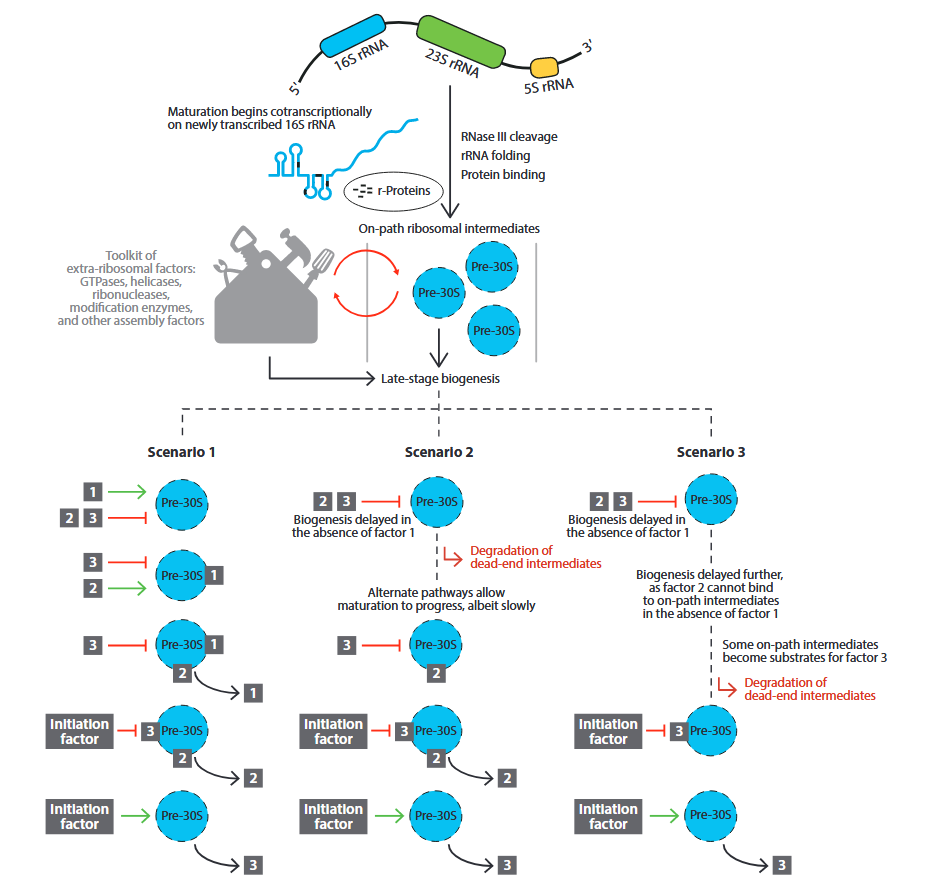 16S rRNA
23S rRNA
5S rRNA
5′
3′
Maturation begins cotranscriptionally
on newly transcribed 16S rRNA
RNase III cleavage
rRNA folding
Protein binding
r-Proteins
On-path ribosomal intermediates
Toolkit of
extra-ribosomal factors:
GTPases, helicases,
ribonucleases,
modification enzymes,
and other assembly factors
Pre-30S
Pre-30S
Pre-30S
Late-stage biogenesis
Scenario 1
1
2 3
Pre-30S
3
2
Pre-30S
1
3
Pre-30S
1
2
1
Initiation
factor
3
Pre-30S
2
2
Initiation
factor
Pre-30S
3
Scenario 2
2 3
Pre-30S
Biogenesis delayed in
the absence of factor 1
Degradation of
dead-end intermediates
Alternate pathways allow
maturation to progress, albeit slowly
3
Pre-30S
2
Initiation
factor
3
Pre-30S
2
2
Initiation
factor
Pre-30S
3
Scenario 3
2 3
Pre-30S
Biogenesis delayed in
the absence of factor 1
Biogenesis delayed further,
as factor 2 cannot bind
to on-path intermediates
in the absence of factor 1
Some on-path intermediates
become substrates for factor 3
Degradation of
dead-end intermediates
Initiation
factor
3
Pre-30S
Initiation
factor
Pre-30S
3